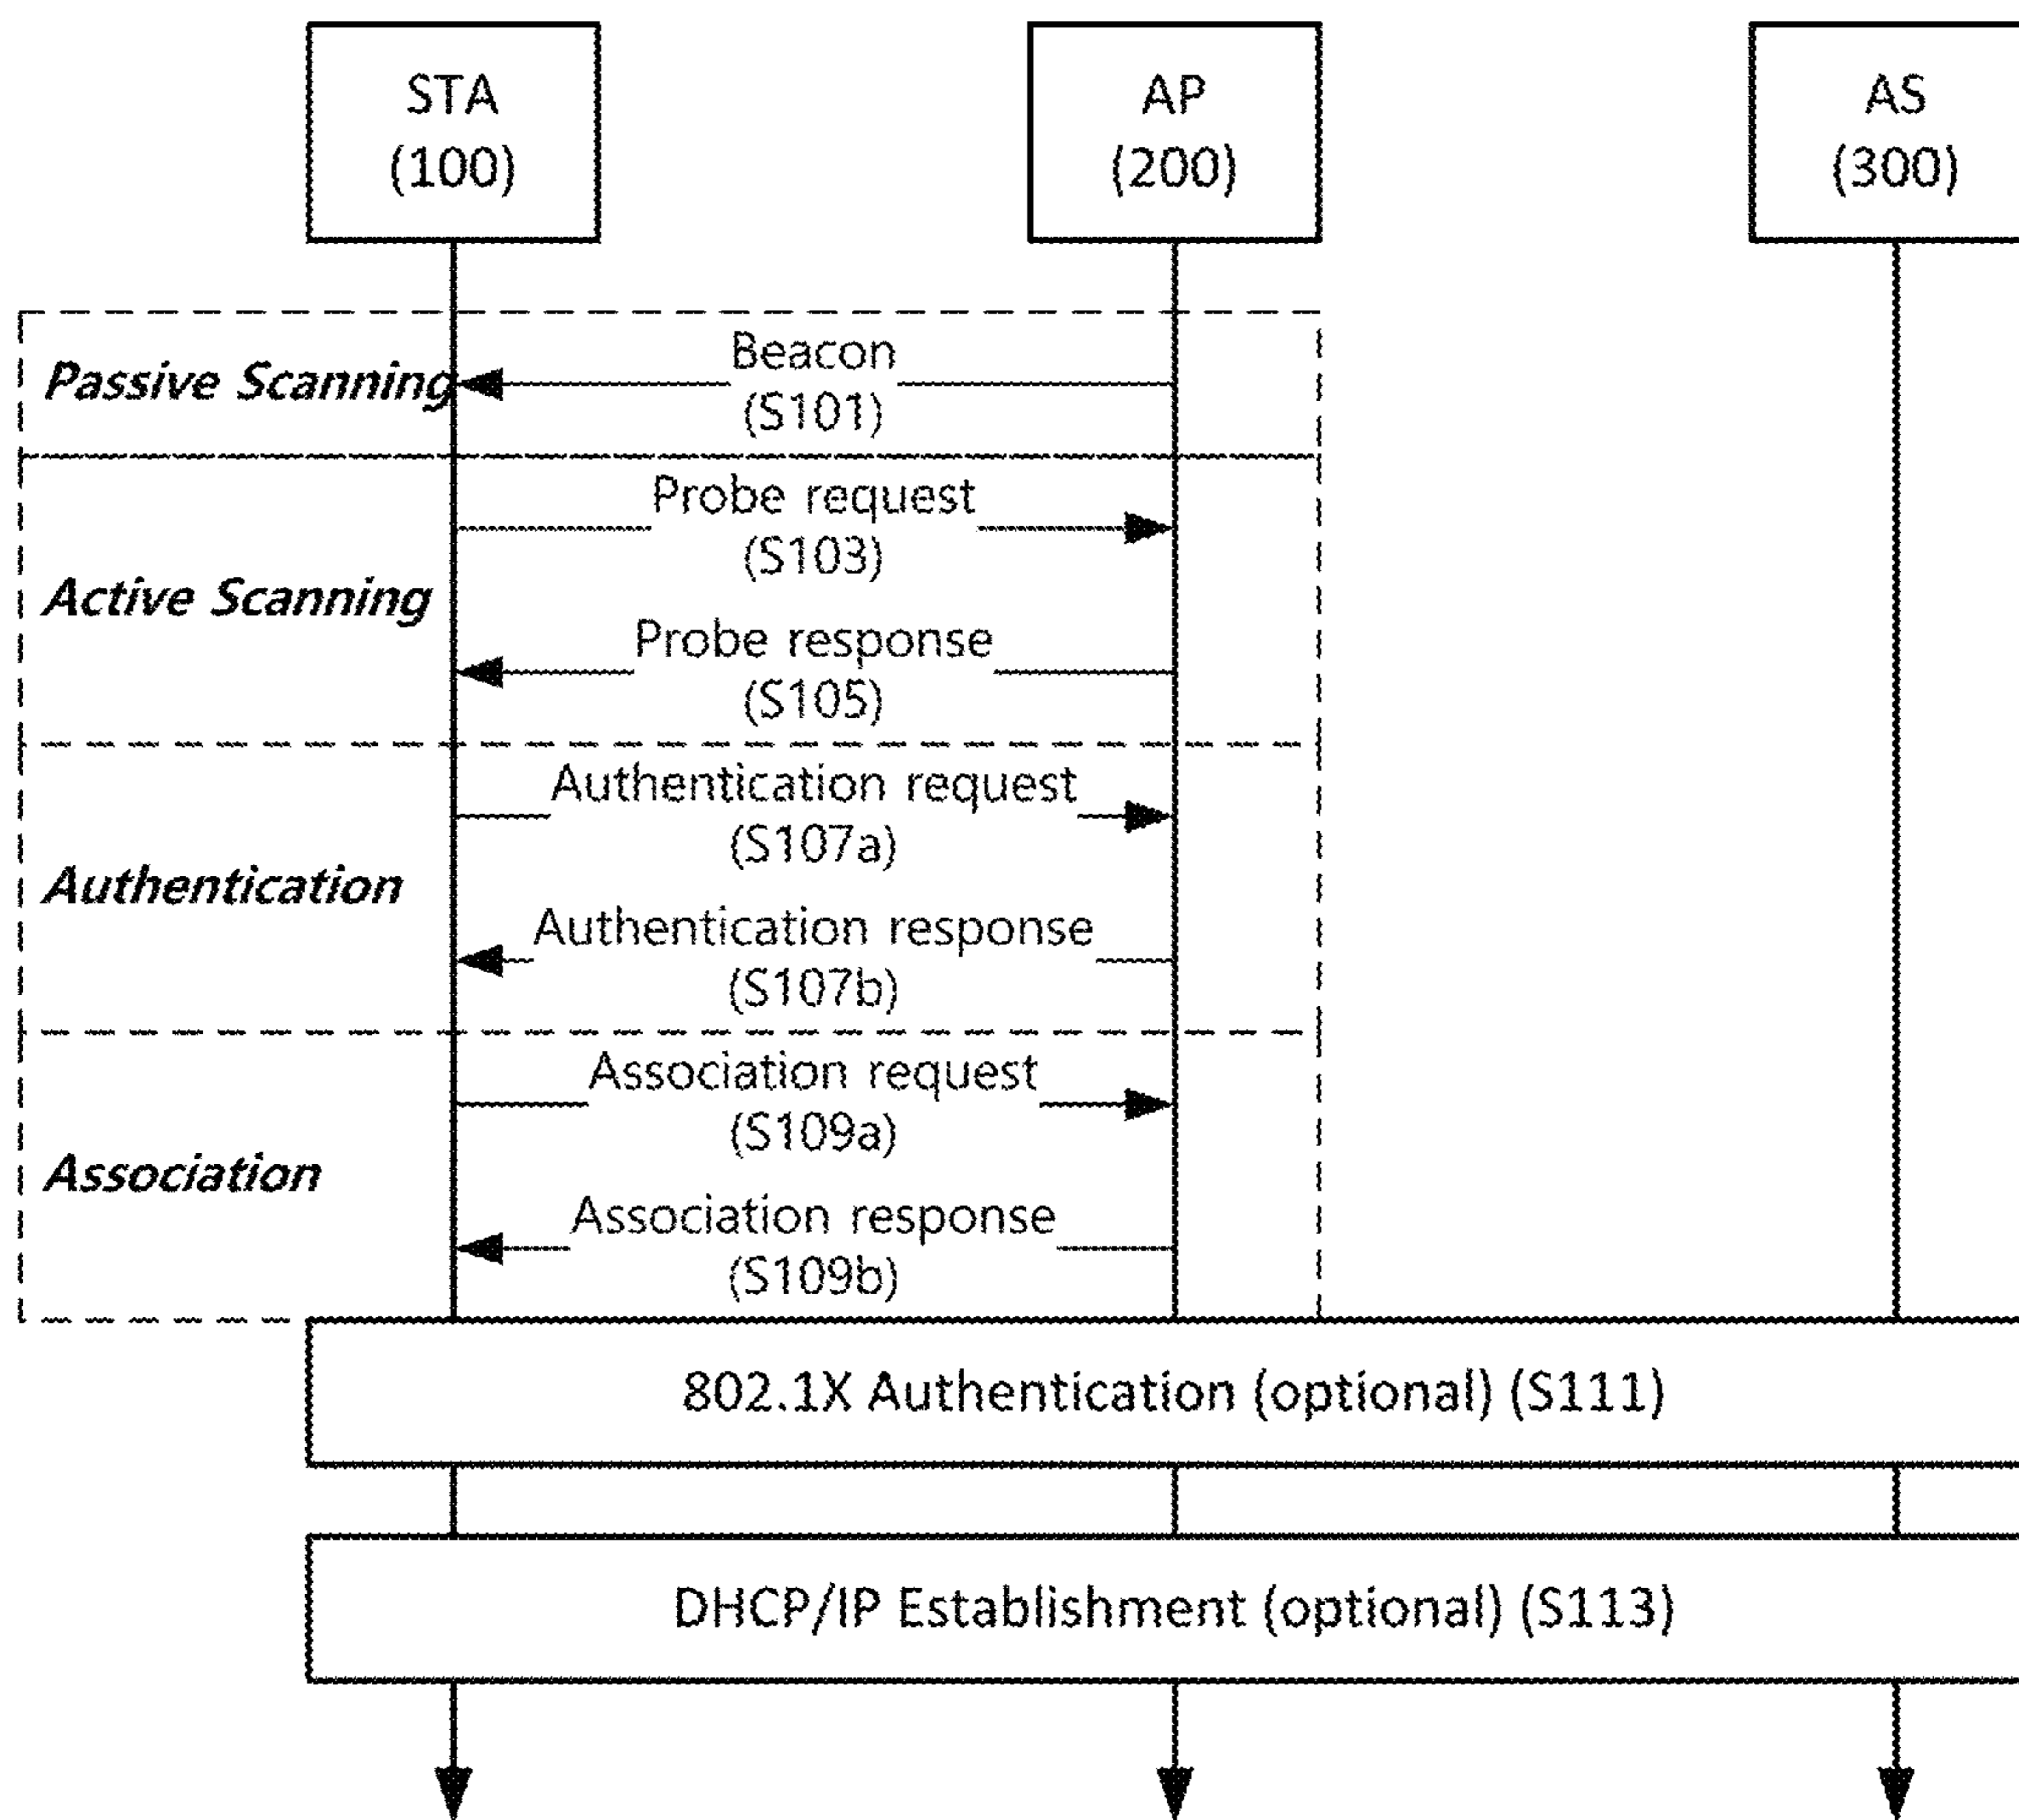 STA
(100)
AP
(200)
AS
(300)
Passive Scanning
Beacon
(S101)
Active Scanning
Probe request
(S103)
Probe response
(S105)
Authentication
Authentication request
(S107a)
Authentication response
(S107b)
Association
Association request
(S109a)
Association response
(S109b)
802.1X Authentication (optional) (S111)
DHCP/IP Establishment (optional) (S113)